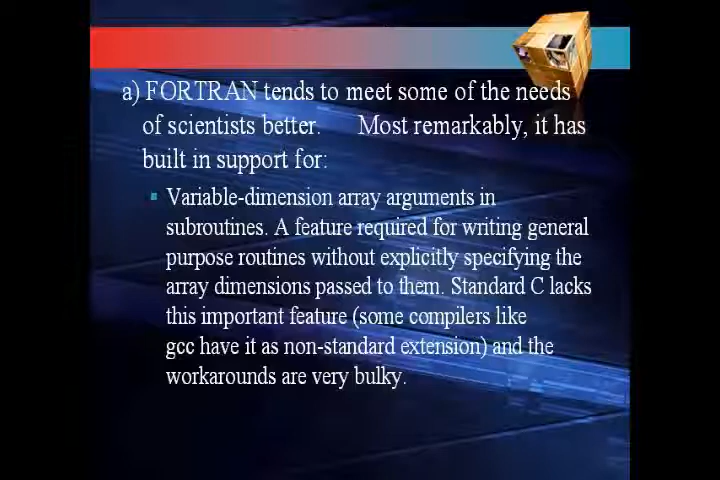 a) FORTRAN tends to meet some of the needs
of scientists better. Most remarkably, it has
built in support for:
▪ Variable-dimension array arguments in
subroutines. A feature required for writing general
purpose routines without explicitly specifying the
array dimensions passed to them. Standard C lacks
this important feature (some compilers like
gcc have it as non-standard extension) and the
workarounds are very bulky.